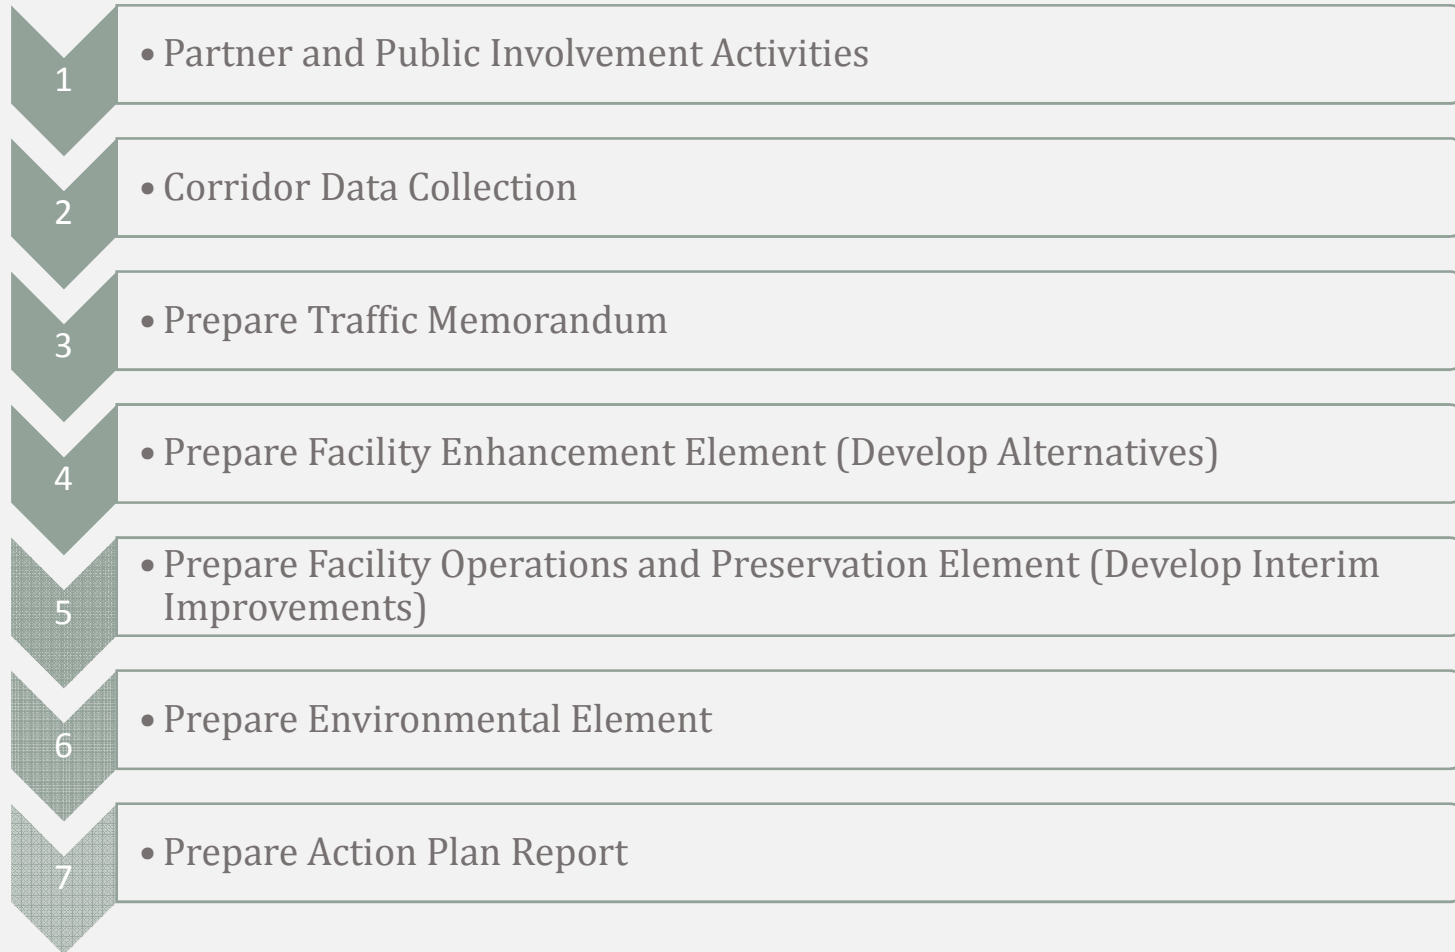 1
• Partner and Public Involvement Activities
2
• Corridor Data Collection
3
• Prepare Traffic Memorandum
4
• Prepare Facility Enhancement Element (Develop Alternatives)
5
• Prepare Facility Operations and Preservation Element (Develop Interim
Improvements)
6
• Prepare Environmental Element
7
• Prepare Action Plan Report